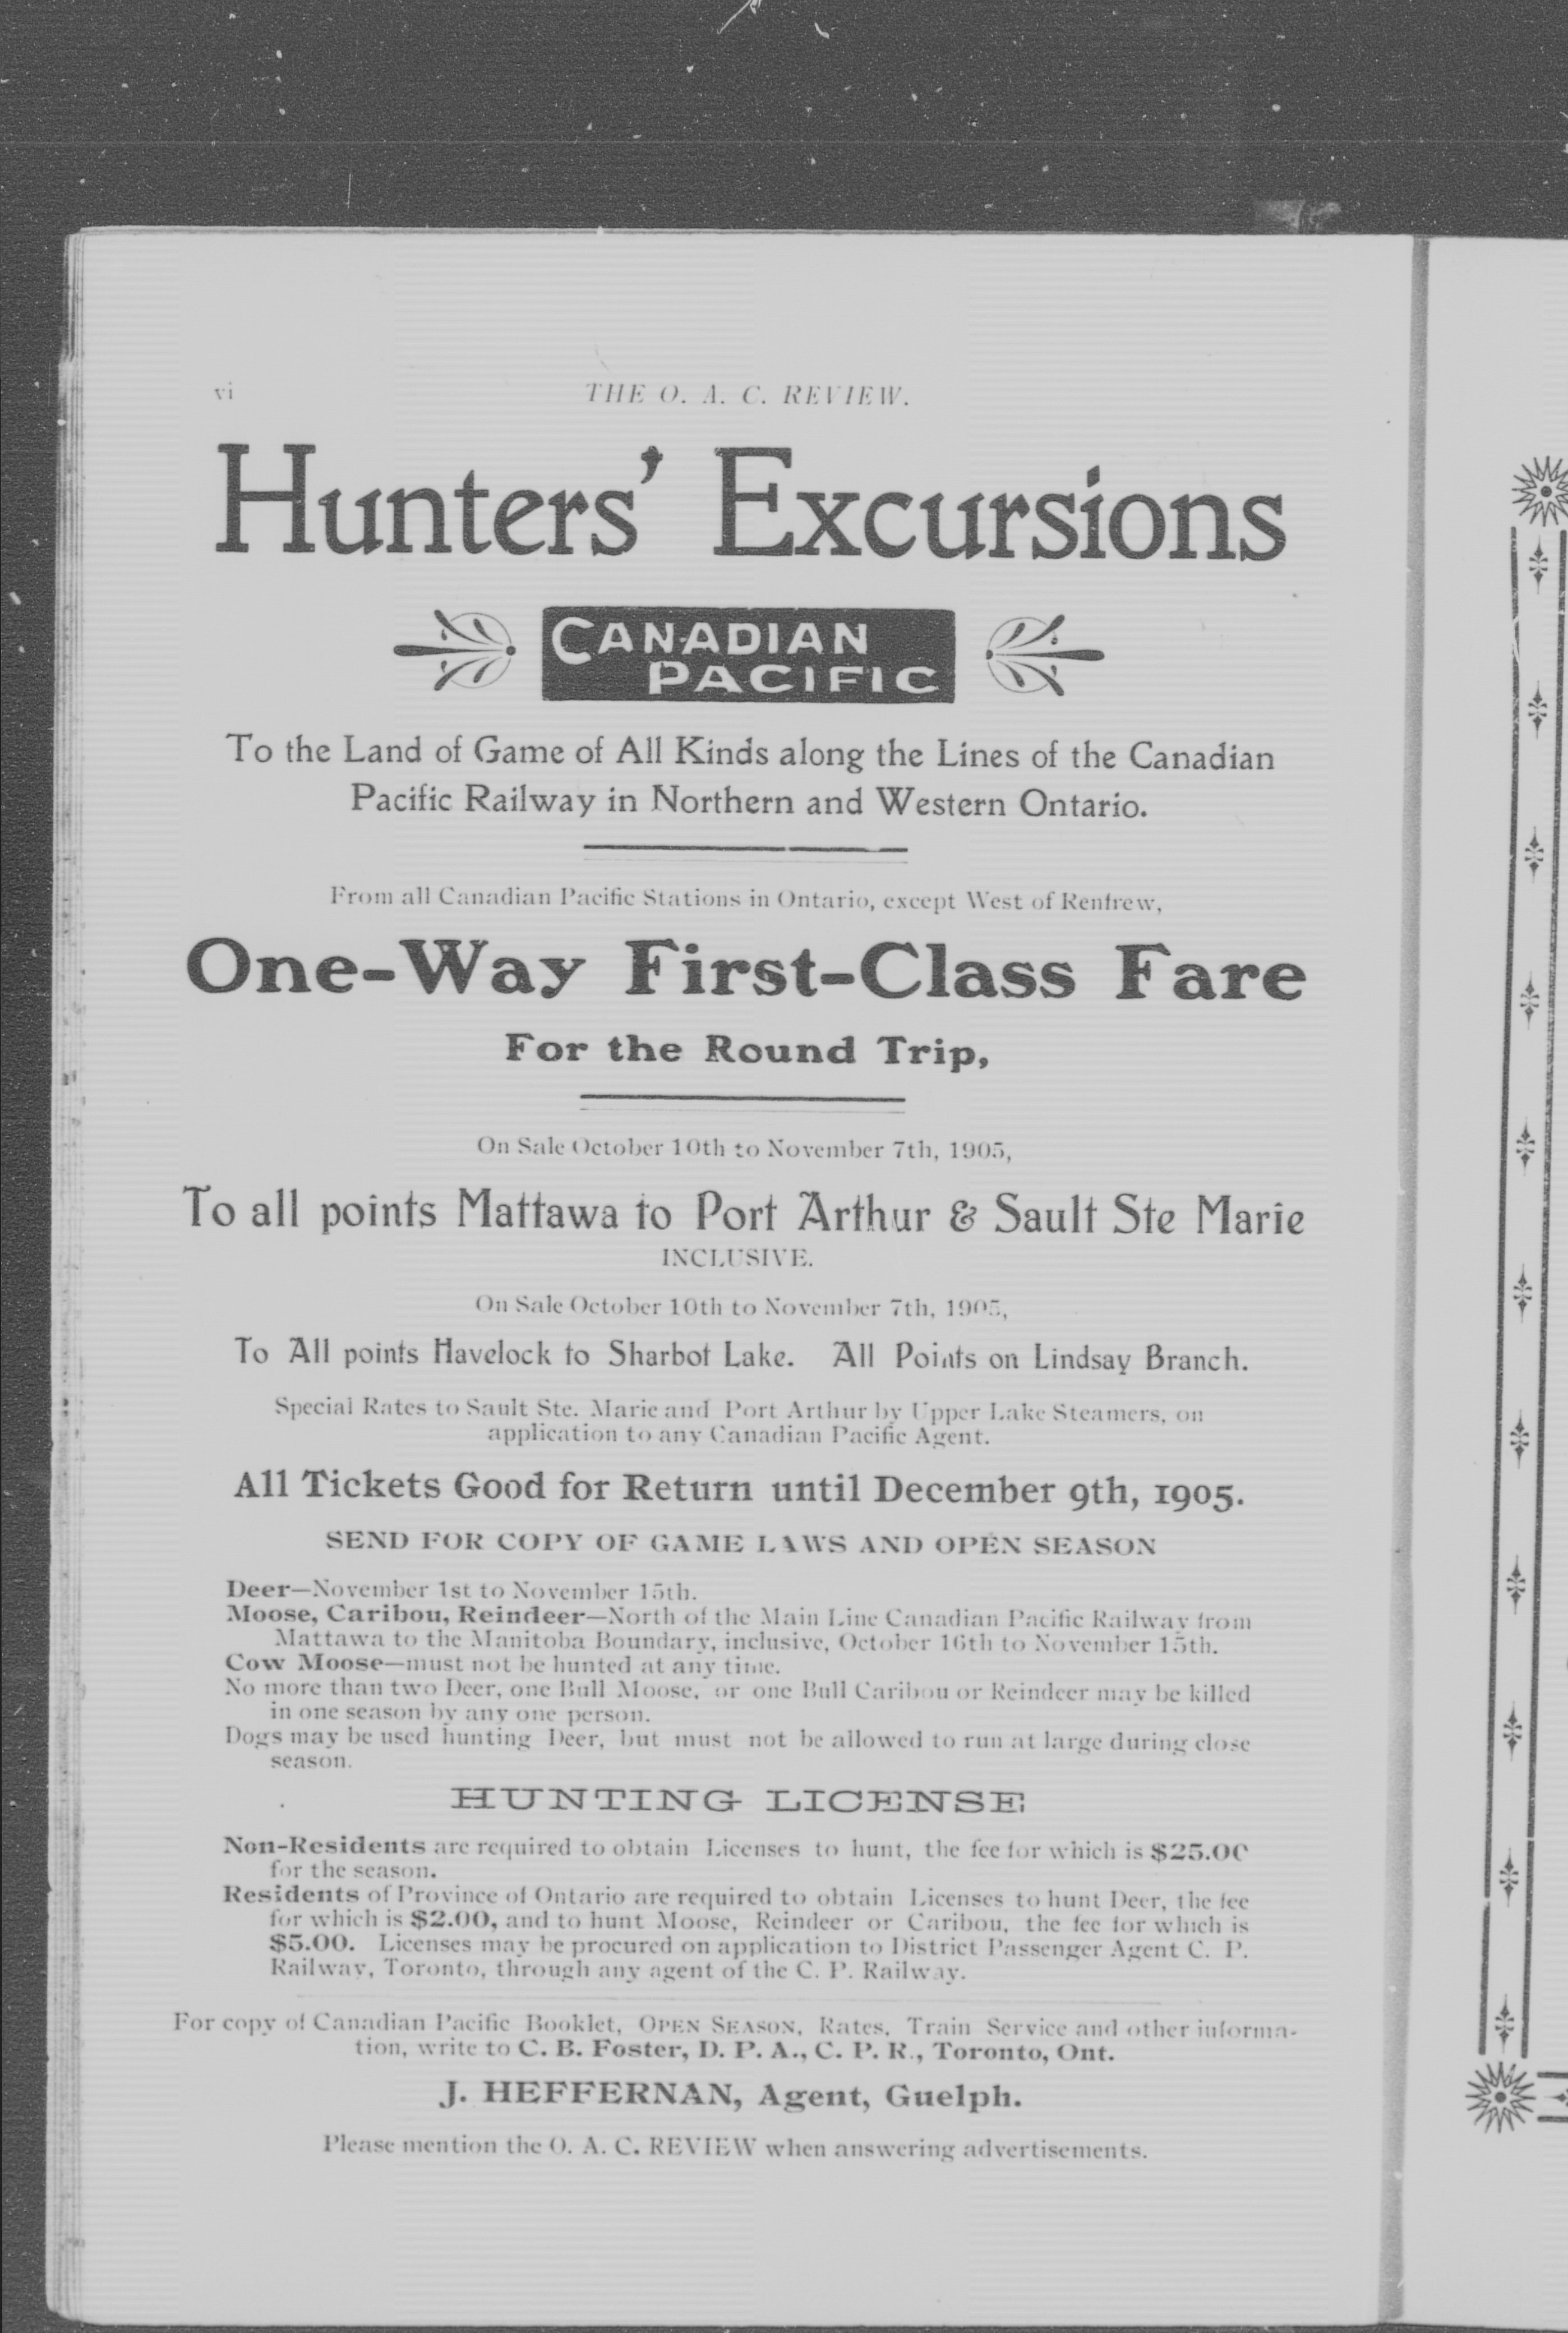 vi
THE O. A. C. REVIEW.
Hunters' Excursions
CANADIAN
PACIFIC
To the Land of Game of All Kinds along the Lines of the Canadian
Pacific Railway in Northern and Western Ontario.
From all Canadian Pacific Stations in Ontario, except West of Renfrew,
One-Way First-Class Fare
For the Round Trip,
On Sale October 10th to November 7th, 1905,
To all points Mattawa to Port Arthur & Sault Ste Marie
INCLUSIVE.
On Sale October 10th to November 7th, 1905,
To All points Havelock to Sharbot Lake. All Points on Lindsay Branch.
Special Rates to Sault Ste. Marie and Port Arthur by Upper Lake Steamers, on
application to any Canadian Pacific Agent.
All Tickets Good for Return until December 9th, 1905.
SEND FOR COPY OF GAME LAWS AND OPEN SEASON
Deer—November 1st to November 15th.
Moose, Caribou, Reindeer—North of the Main Line Canadian Pacific Railway from
Mattawa to the Manitoba Boundary, inclusive, October 16th to November 15th.
Cow Moose—must not be hunted at any time.
No more than two Deer, one Bull Moose, or one Bull Caribou or Reindeer may be killed
in one season by any one person.
Dogs may be used hunting Deer, but must not be allowed to run at large during close
season.
HUNTING LICENSE
Non-Residents are required to obtain Licenses to hunt, the fee for which is $25.00
for the season.
Residents of Province of Ontario are required to obtain Licenses to hunt Deer, the fee
for which is $2.00, and to hunt Moose, Reindeer or Caribou, the fee for which is
$5.00. Licenses may be procured on application to District Passenger Agent C. P.
Railway, Toronto, through any agent of the C. P. Railway.
For copy of Canadian Pacific Booklet, OPEN SEASON, Rates, Train Service and other informa-
tion, write to C. B. Foster, D. P. A., C. P. R., Toronto, Ont.
J. HEFFERNAN, Agent, Guelph.
Please mention the O. A. C. REVIEW when answering advertisements.